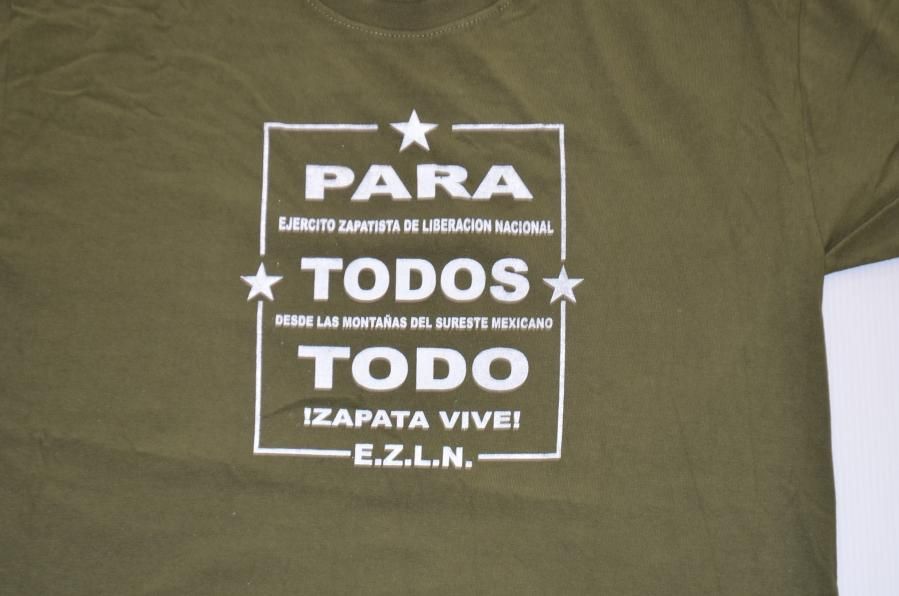 PARA
EJERCITO ZAPATISTA DE LIBERACION NACIONAL
TODOS
DESDE LAS MONTAÑAS DEL SURESTE MEXICANO
TODO
!ZAPATA VIVE!
E.Z.L.N.